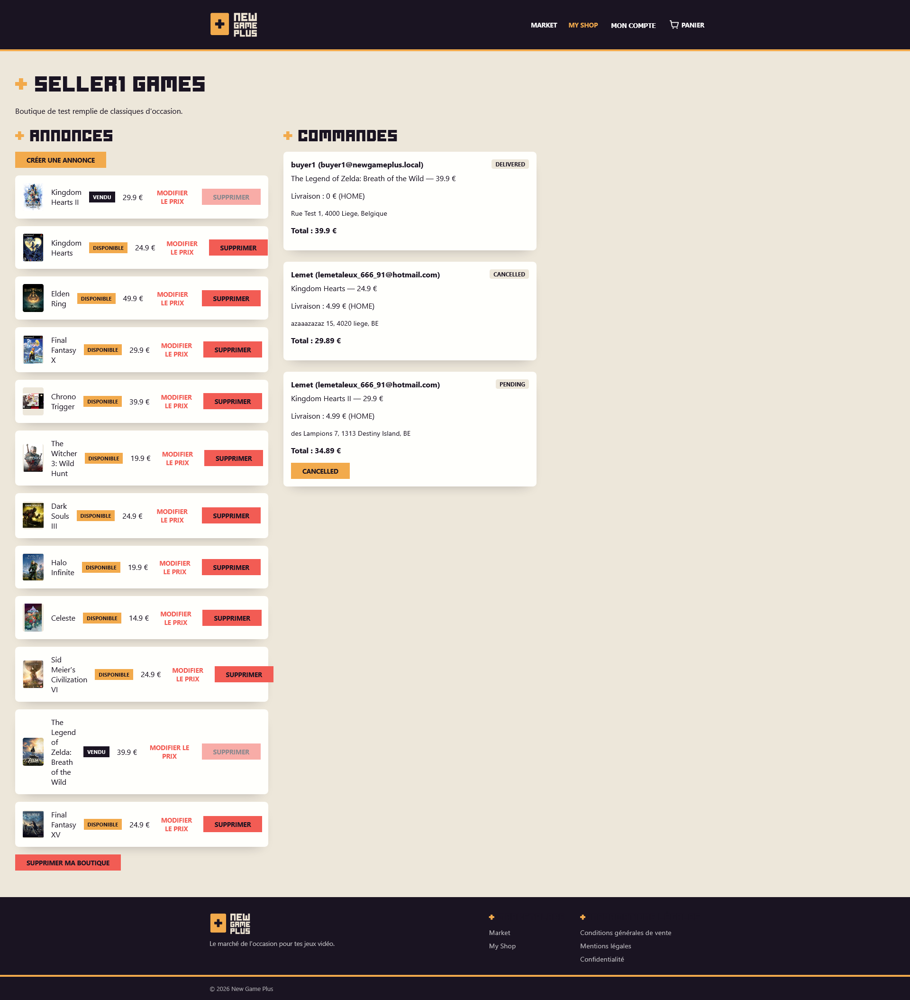 NEW
GAME
PLUS
MARKET
MY SHOP
MON COMPTE
PANIER
SELLER1 GAMES
Boutique de test remplie de classiques d'occasion.
ANNONCES
CRÉER UNE ANNONCE
Kingdom
Hearts II
VENDU
29.9 €
MODIFIER
LE PRIX
SUPPRIMER
Kingdom
Hearts
DISPONIBLE
24.9 €
MODIFIER
LE PRIX
SUPPRIMER
ELDEN RING
Elden
Ring
DISPONIBLE
49.9 €
MODIFIER
LE PRIX
SUPPRIMER
Final
Fantasy
X
DISPONIBLE
29.9 €
MODIFIER
LE PRIX
SUPPRIMER
Chrono
Trigger
DISPONIBLE
39.9 €
MODIFIER
LE PRIX
SUPPRIMER
The
Witcher
3: Wild
Hunt
DISPONIBLE
19.9 €
MODIFIER
LE PRIX
SUPPRIMER
DARK SOULS III
Dark
Souls
III
DISPONIBLE
24.9 €
MODIFIER
LE PRIX
SUPPRIMER
HALO
INFINITE
Halo
Infinite
DISPONIBLE
19.9 €
MODIFIER
LE PRIX
SUPPRIMER
CELESTE
Celeste
DISPONIBLE
14.9 €
MODIFIER
LE PRIX
SUPPRIMER
Sid
Meier's
Civilization
VI
DISPONIBLE
24.9 €
MODIFIER
LE PRIX
SUPPRIMER
ZELDA
The
Legend
of
Zelda:
Breath
of the
Wild
VENDU
39.9 €
MODIFIER LE
PRIX
SUPPRIMER
Final
Fantasy
XV
DISPONIBLE
24.9 €
MODIFIER
LE PRIX
SUPPRIMER
SUPPRIMER MA BOUTIQUE
COMMANDES
buyer1 (buyer1@newgameplus.local)
DELIVERED
The Legend of Zelda: Breath of the Wild — 39.9 €
Livraison : 0 € (HOME)
Rue Test 1, 4000 Liege, Belgique
Total : 39.9 €
Lemet (lemetaleux_666_91@hotmail.com)
CANCELLED
Kingdom Hearts — 24.9 €
Livraison : 4.99 € (HOME)
azaaazazaz 15, 4020 liege, BE
Total : 29.89 €
Lemet (lemetaleux_666_91@hotmail.com)
PENDING
Kingdom Hearts II — 29.9 €
Livraison : 4.99 € (HOME)
des Lampions 7, 1313 Destiny Island, BE
Total : 34.89 €
CANCELLED
NEW
GAME
PLUS
Le marché de l'occasion pour tes jeux vidéo.
Market
My Shop
Conditions générales de vente
Mentions légales
Confidentialité
© 2026 New Game Plus